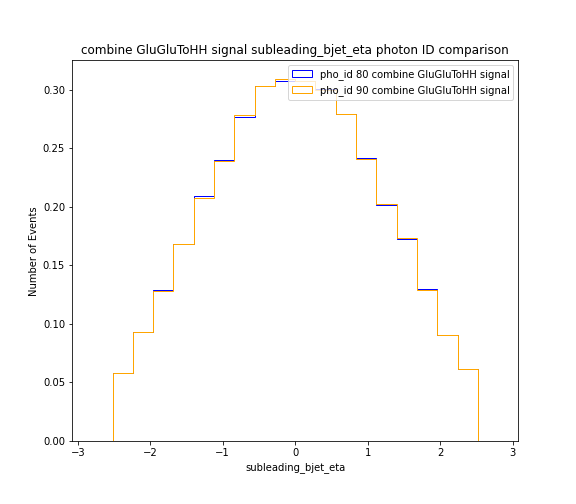 combine GluGluToHH signal subleading_bjet_eta photon ID comparison
pho_id 80 combine GluGluToHH signal
pho_id 90 combine GluGluToHH signal
Number of Events
0.30
0.25
0.20
0.15
0.10
0.05
0.00
−3 −2 −1 0 1 2 3
subleading_bjet_eta